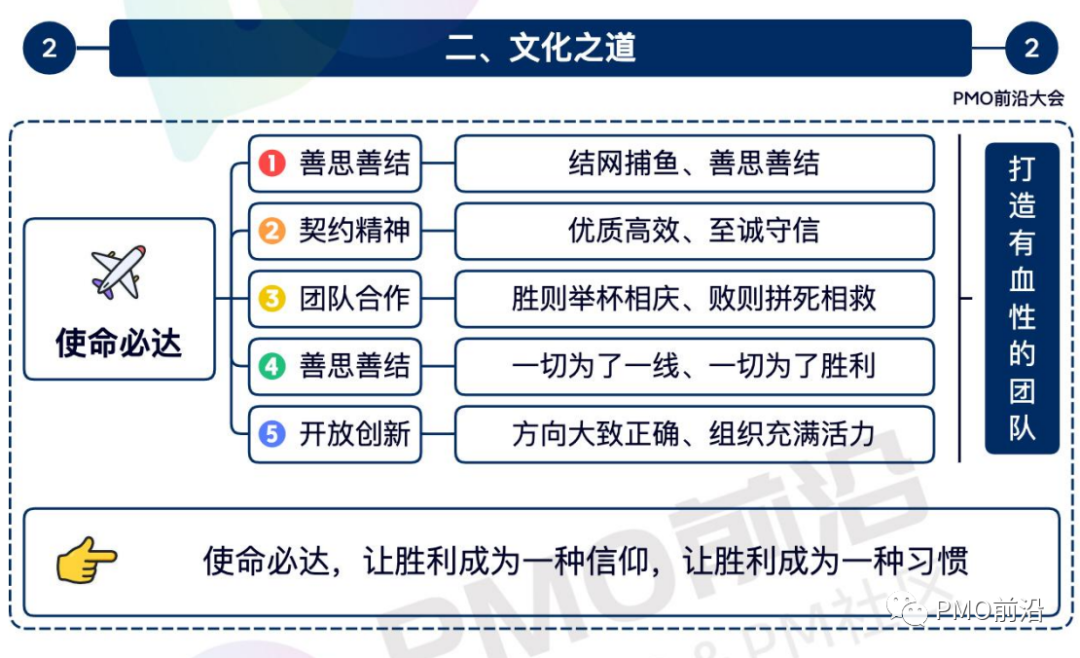 2
二、文化之道
2
PMO前沿大会
使命必达
1 善思善结
结网捕鱼、善思善结
2 契约精神
优质高效、至诚守信
3 团队合作
胜则举杯相庆、败则拼死相救
4 善思善结
一切为了一线、一切为了胜利
5 开放创新
方向大致正确、组织充满活力
打造有血性的团队
使命必达，让胜利成为一种信仰，让胜利成为一种习惯
PMO前沿
& PM社区
PMO前沿